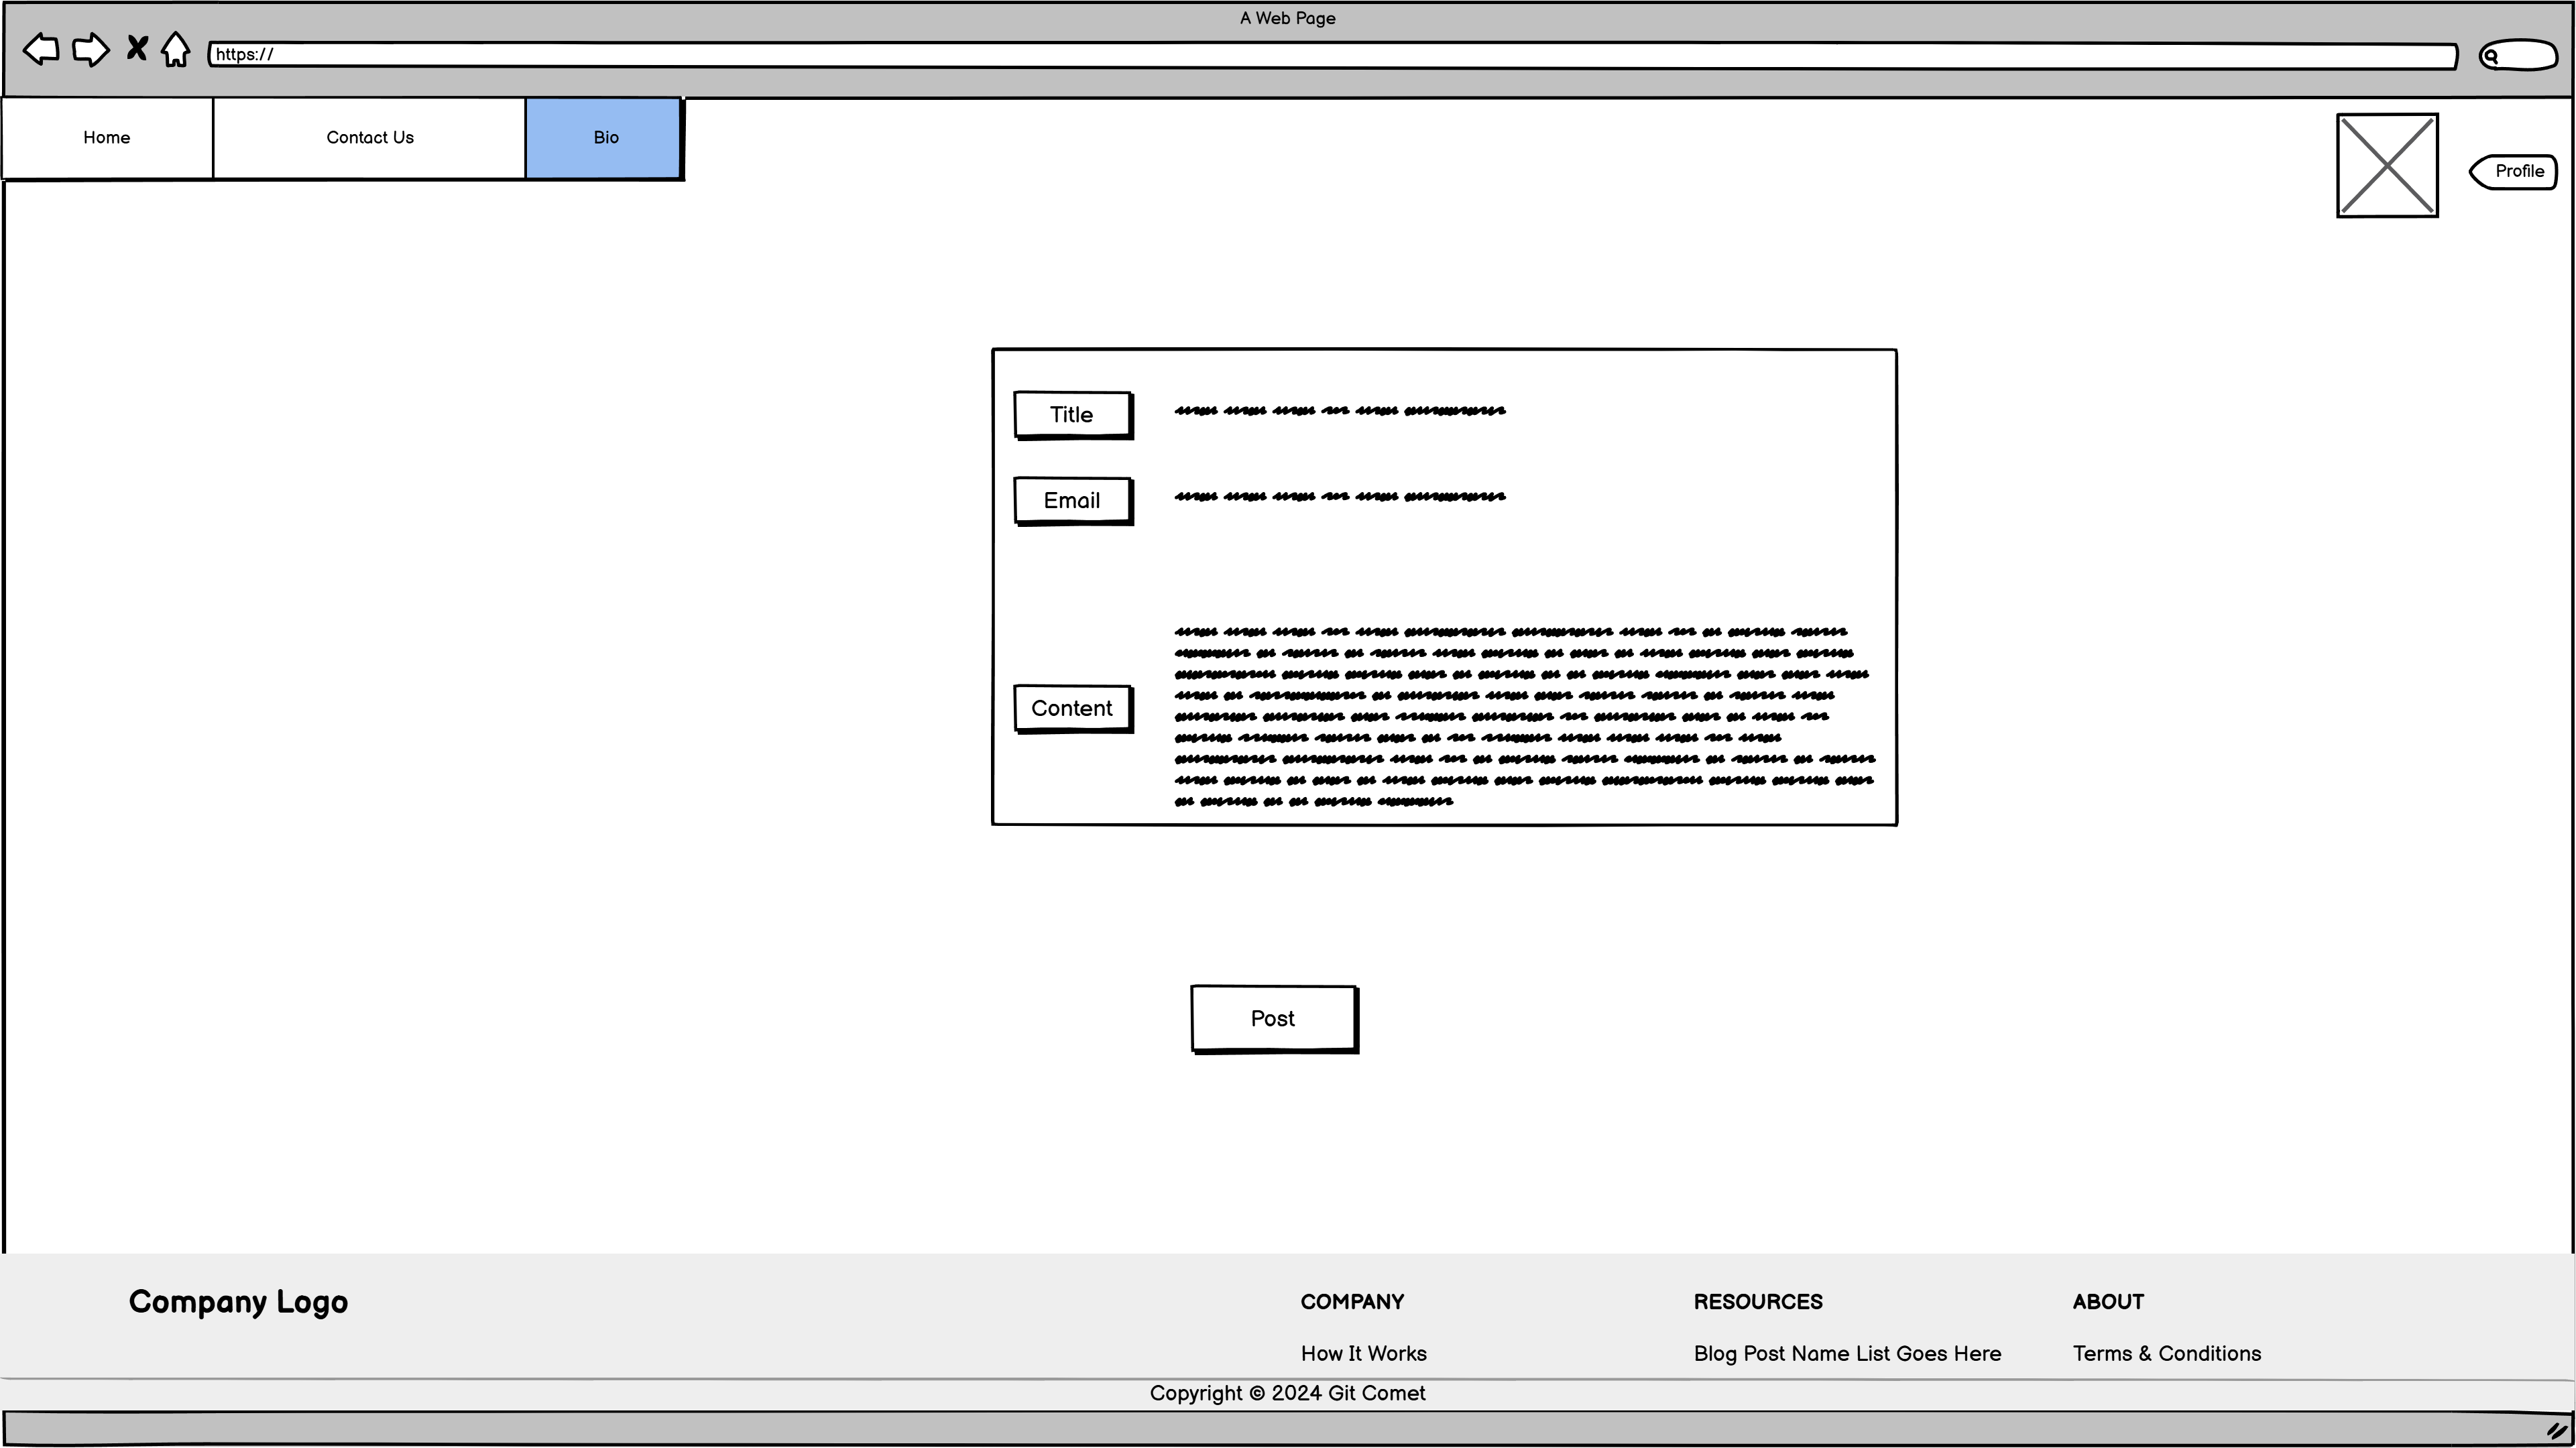 A Web Page
https://
Home Contact Us Bio
Profile
Title
Email
Content
Post
Company Logo COMPANY RESOURCES ABOUT
How It Works Blog Post Name List Goes Here Terms & Conditions
Copyright © 2024 Git Comet